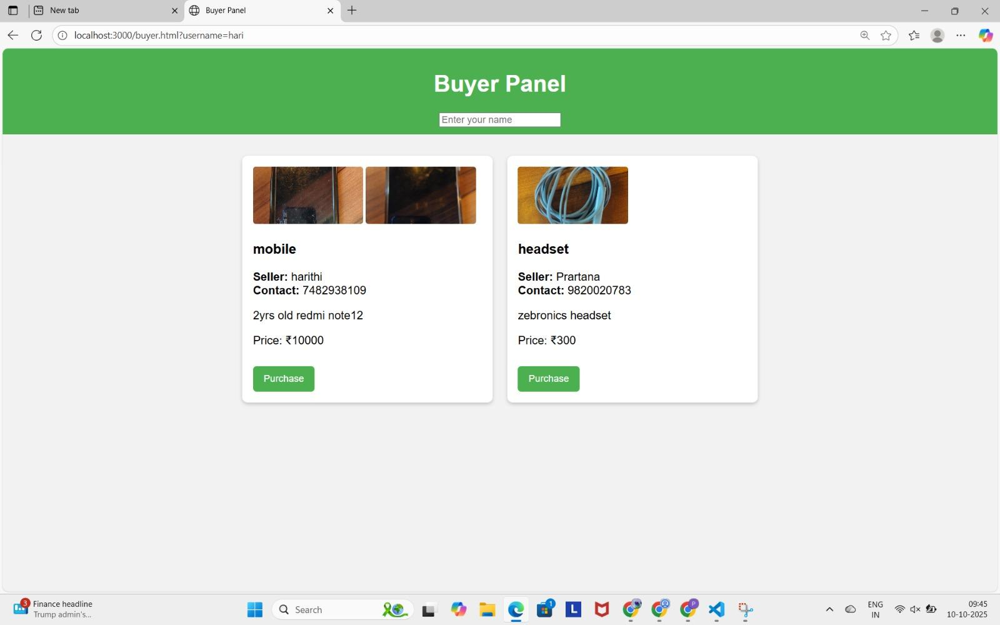 New tab
Buyer Panel
localhost:3000/buyer.html?username=hari
Buyer Panel
Enter your name
mobile
Seller: harithi
Contact: 7482938109
2yrs old redmi note12
Price: ₹10000
Purchase
headset
Seller: Prartana
Contact: 9820020783
zebronics headset
Price: ₹300
Purchase
3
Finance headline
Trump admin's...
Search
1
L
P
ENG
IN
09:45
10-10-2025